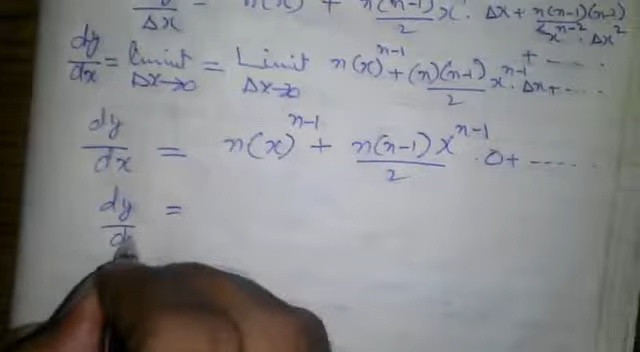 Δx = n(x) + n(n-1)/2 x · Δx + n(n-1)(n-2) x^n-2 · Δx^2
+ - - - - ·
dy/dx = limit Δx→0 = Limit Δx→0 n(x)^n-1 + (n)(n-1)/2 x^n-1 · Δx + - - - -
dy/dx = n(x)^n-1 + n(n-1)/2 x^n-1 · 0 + - - - - -
dy/d =